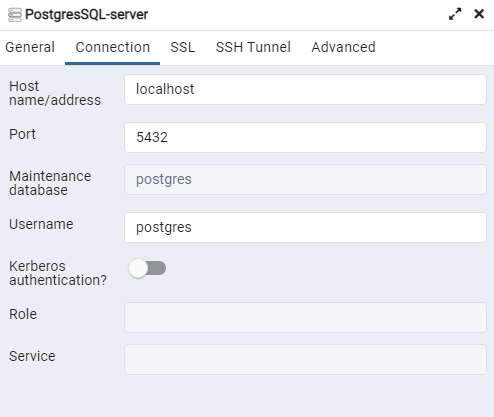 PostgresSQL-server
General Connection SSL SSH Tunnel Advanced
Host name/address localhost
Port 5432
Maintenance database postgres
Username postgres
Kerberos authentication?
Role
Service